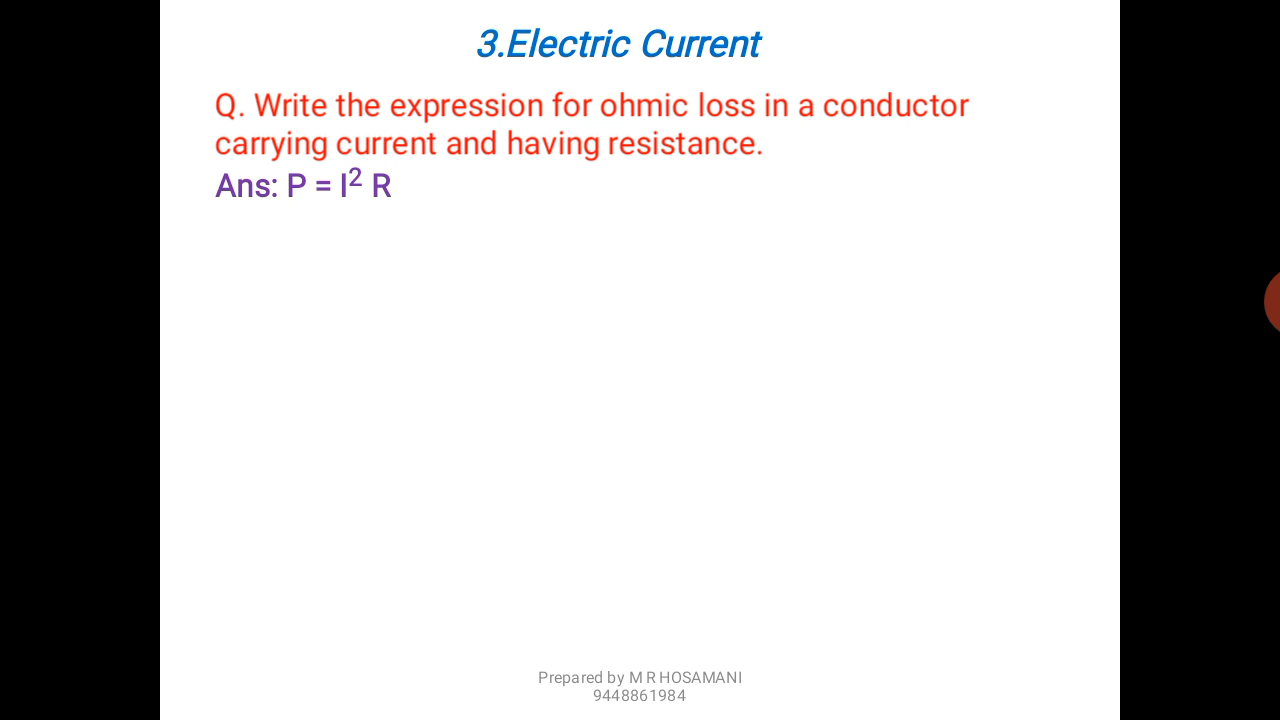 3.Electric Current
Q. Write the expression for ohmic loss in a conductor
carrying current and having resistance.
Ans: P = I² R
Prepared by M R HOSAMANI
9448861984